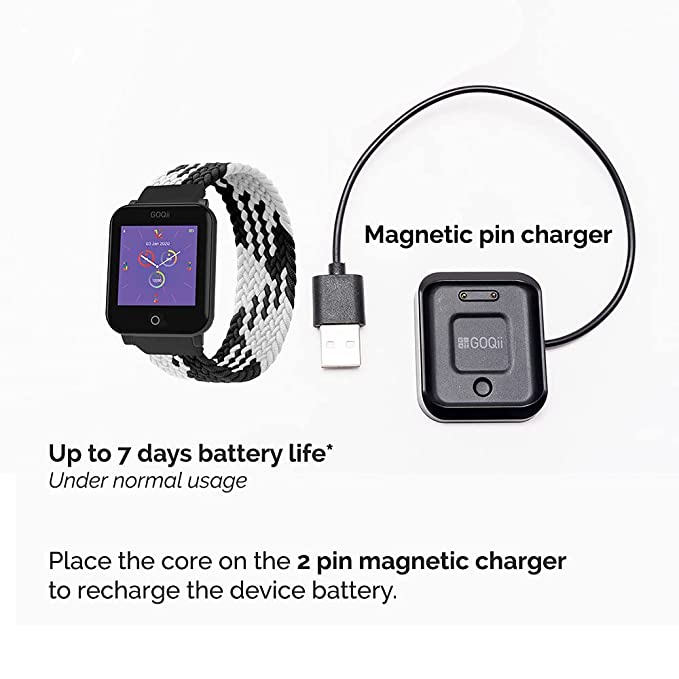 GOQii
03 Jan 2020
Magnetic pin charger
GOQii
Up to 7 days battery life*
Under normal usage
Place the core on the 2 pin magnetic charger
to recharge the device battery.